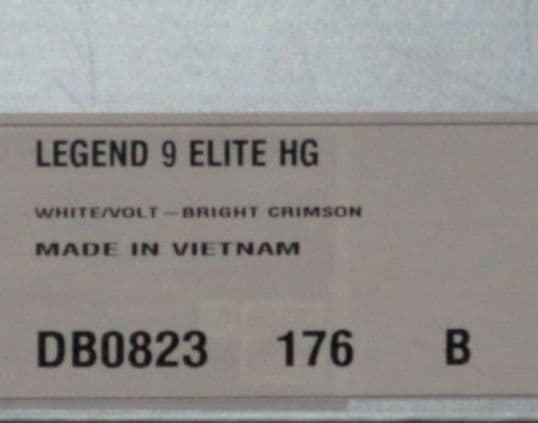 LEGEND 9 ELITE HG
WHITE/VOLT-BRIGHT CRIMSON
MADE IN VIETNAM
DB0823 176 B